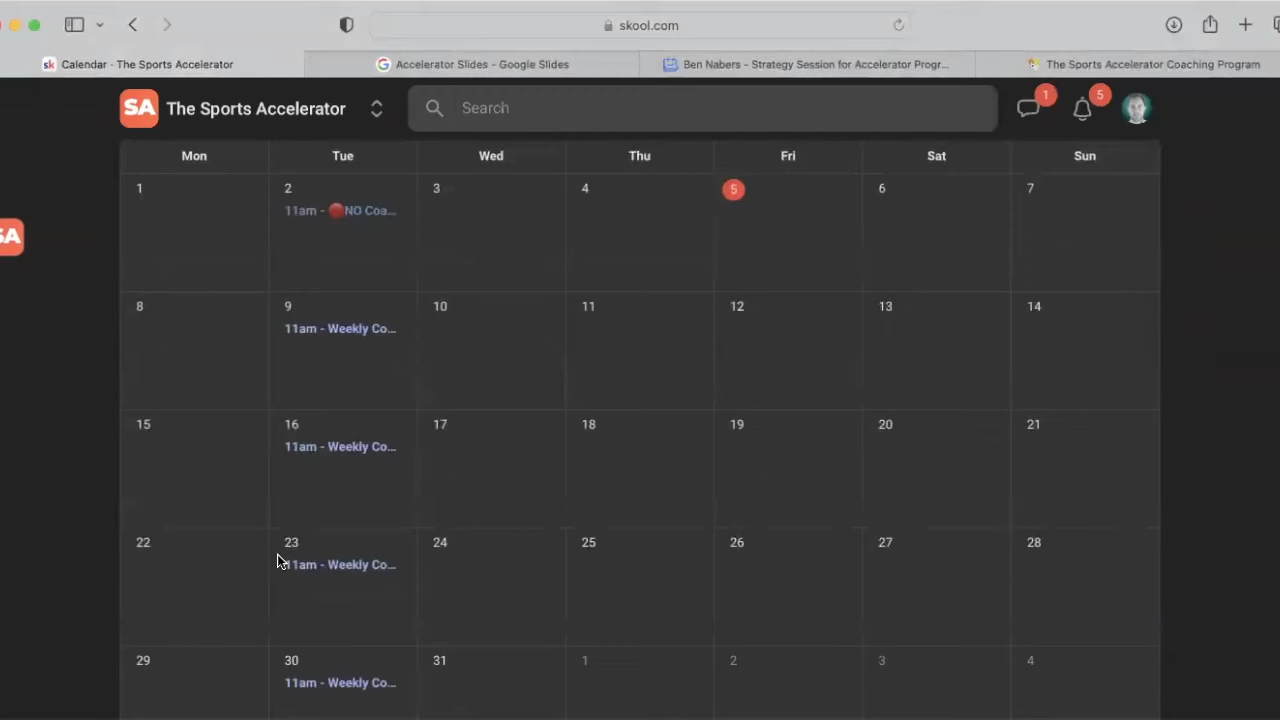 skool.com
Calendar · The Sports Accelerator
Accelerator Slides - Google Slides
Ben Nabers - Strategy Session for Accelerator Progr...
The Sports Accelerator Coaching Program
SA The Sports Accelerator
Search
1
5
Mon Tue Wed Thu Fri Sat Sun
1 2 3 4 5 6 7
11am - NO Coa...
SA
8 9 10 11 12 13 14
11am - Weekly Co...
15 16 17 18 19 20 21
11am - Weekly Co...
22 23 24 25 26 27 28
11am - Weekly Co...
29 30 31 1 2 3 4
11am - Weekly Co...